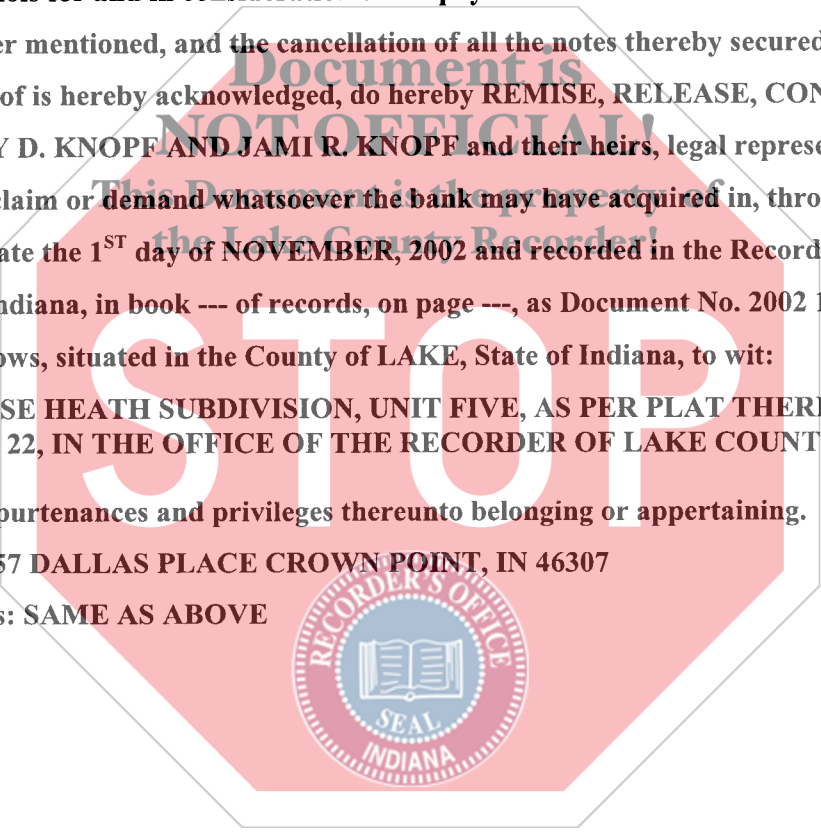 er mentioned, and the cancellation of all the notes thereby secured
Document is
of is hereby acknowledged, do hereby REMISE, RELEASE, CON
NOT OFFICIAL!
Y D. KNOPF AND JAMI R. KNOPF and their heirs, legal represe
This Document is the property of
claim or demand whatsoever the bank may have acquired in, thro
the Lake County Recorder!
ate the 1ST day of NOVEMBER, 2002 and recorded in the Record
ndiana, in book --- of records, on page ---, as Document No. 2002 1
ows, situated in the County of LAKE, State of Indiana, to wit:
STOP
SE HEATH SUBDIVISION, UNIT FIVE, AS PER PLAT THERE
22, IN THE OFFICE OF THE RECORDER OF LAKE COUNT
purtenances and privileges thereunto belonging or appertaining.
57 DALLAS PLACE CROWN POINT, IN 46307
s: SAME AS ABOVE
RECORDER'S OFFICE
SEAL
INDIANA